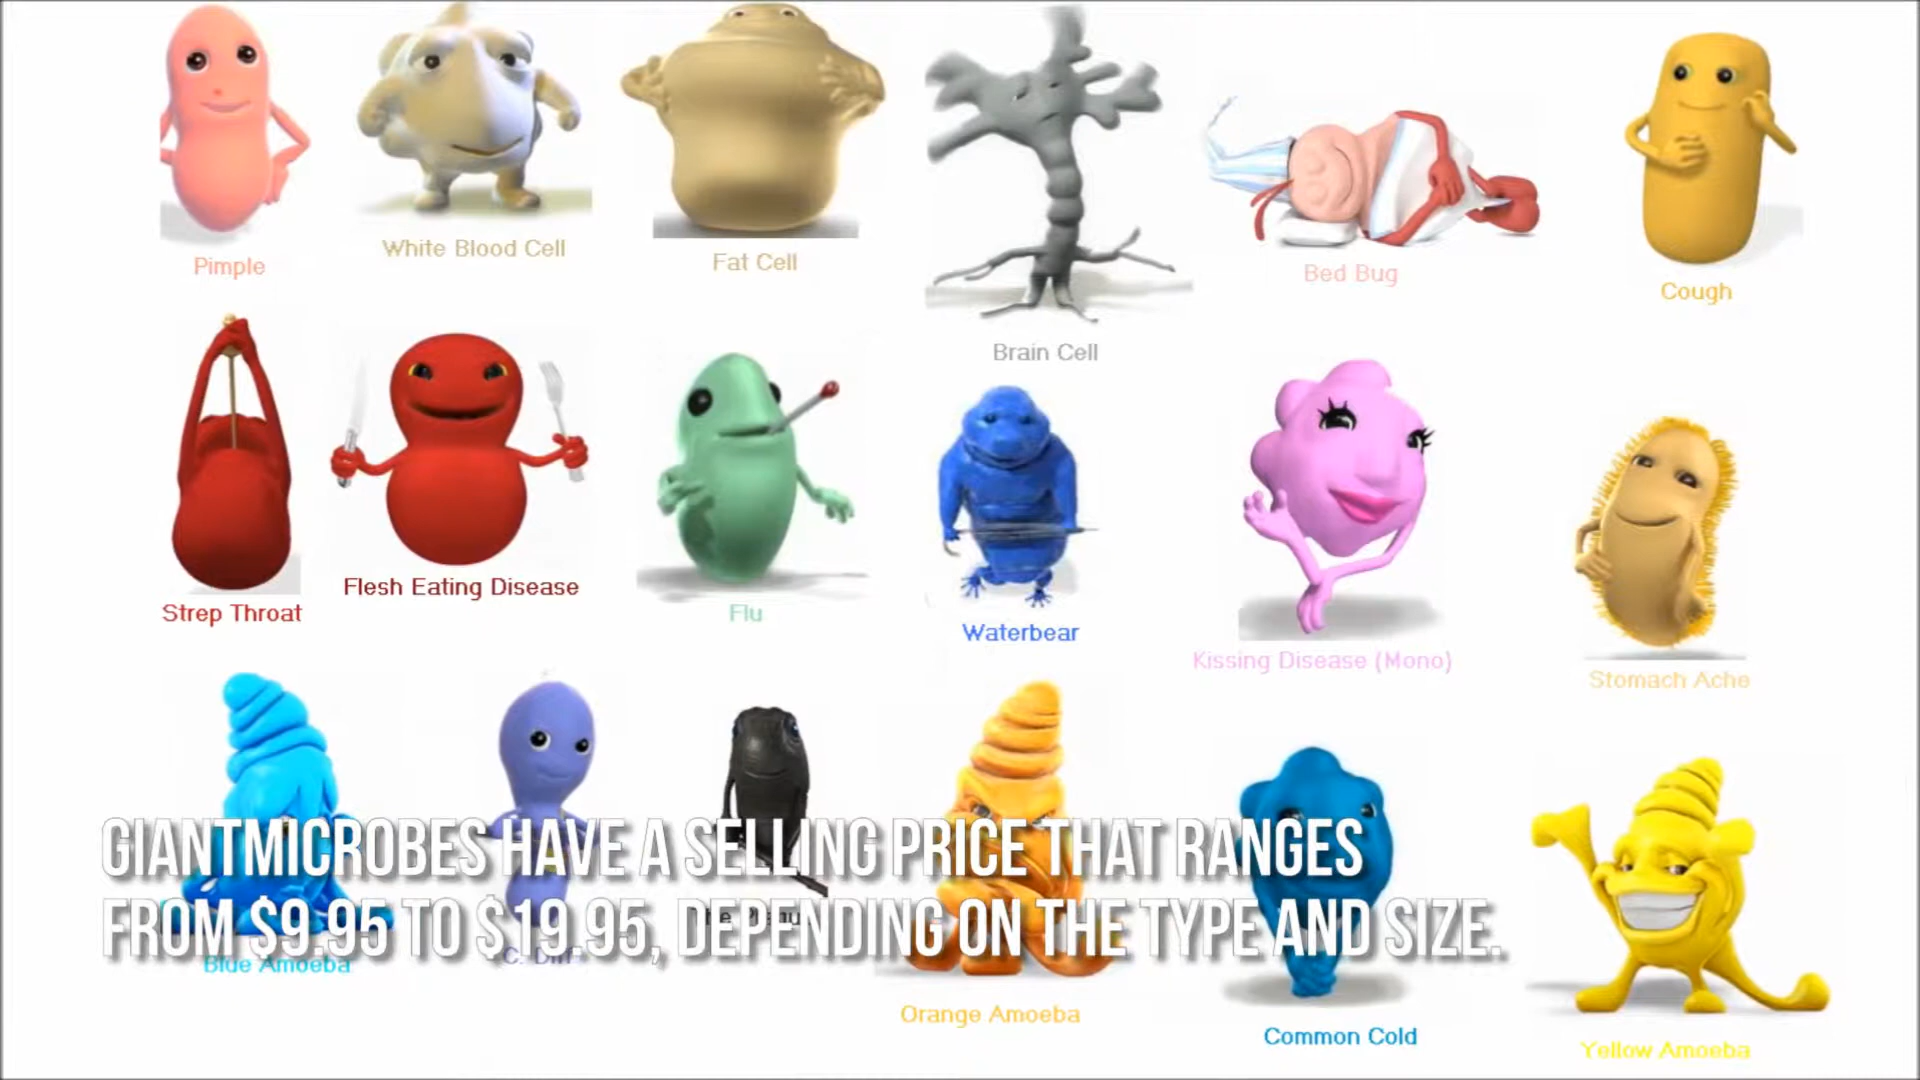 Pimple
White Blood Cell
Fat Cell
Brain Cell
Bed Bug
Cough
Strep Throat
Flesh Eating Disease
Flu
Waterbear
Kissing Disease (Mono)
Stomach Ache
GIANTMICROBES HAVE A SELLING PRICE THAT RANGES
FROM $9.95 TO $19.95, DEPENDING ON THE TYPE AND SIZE.
Blue Amoeba
Orange Amoeba
Common Cold
Yellow Amoeba